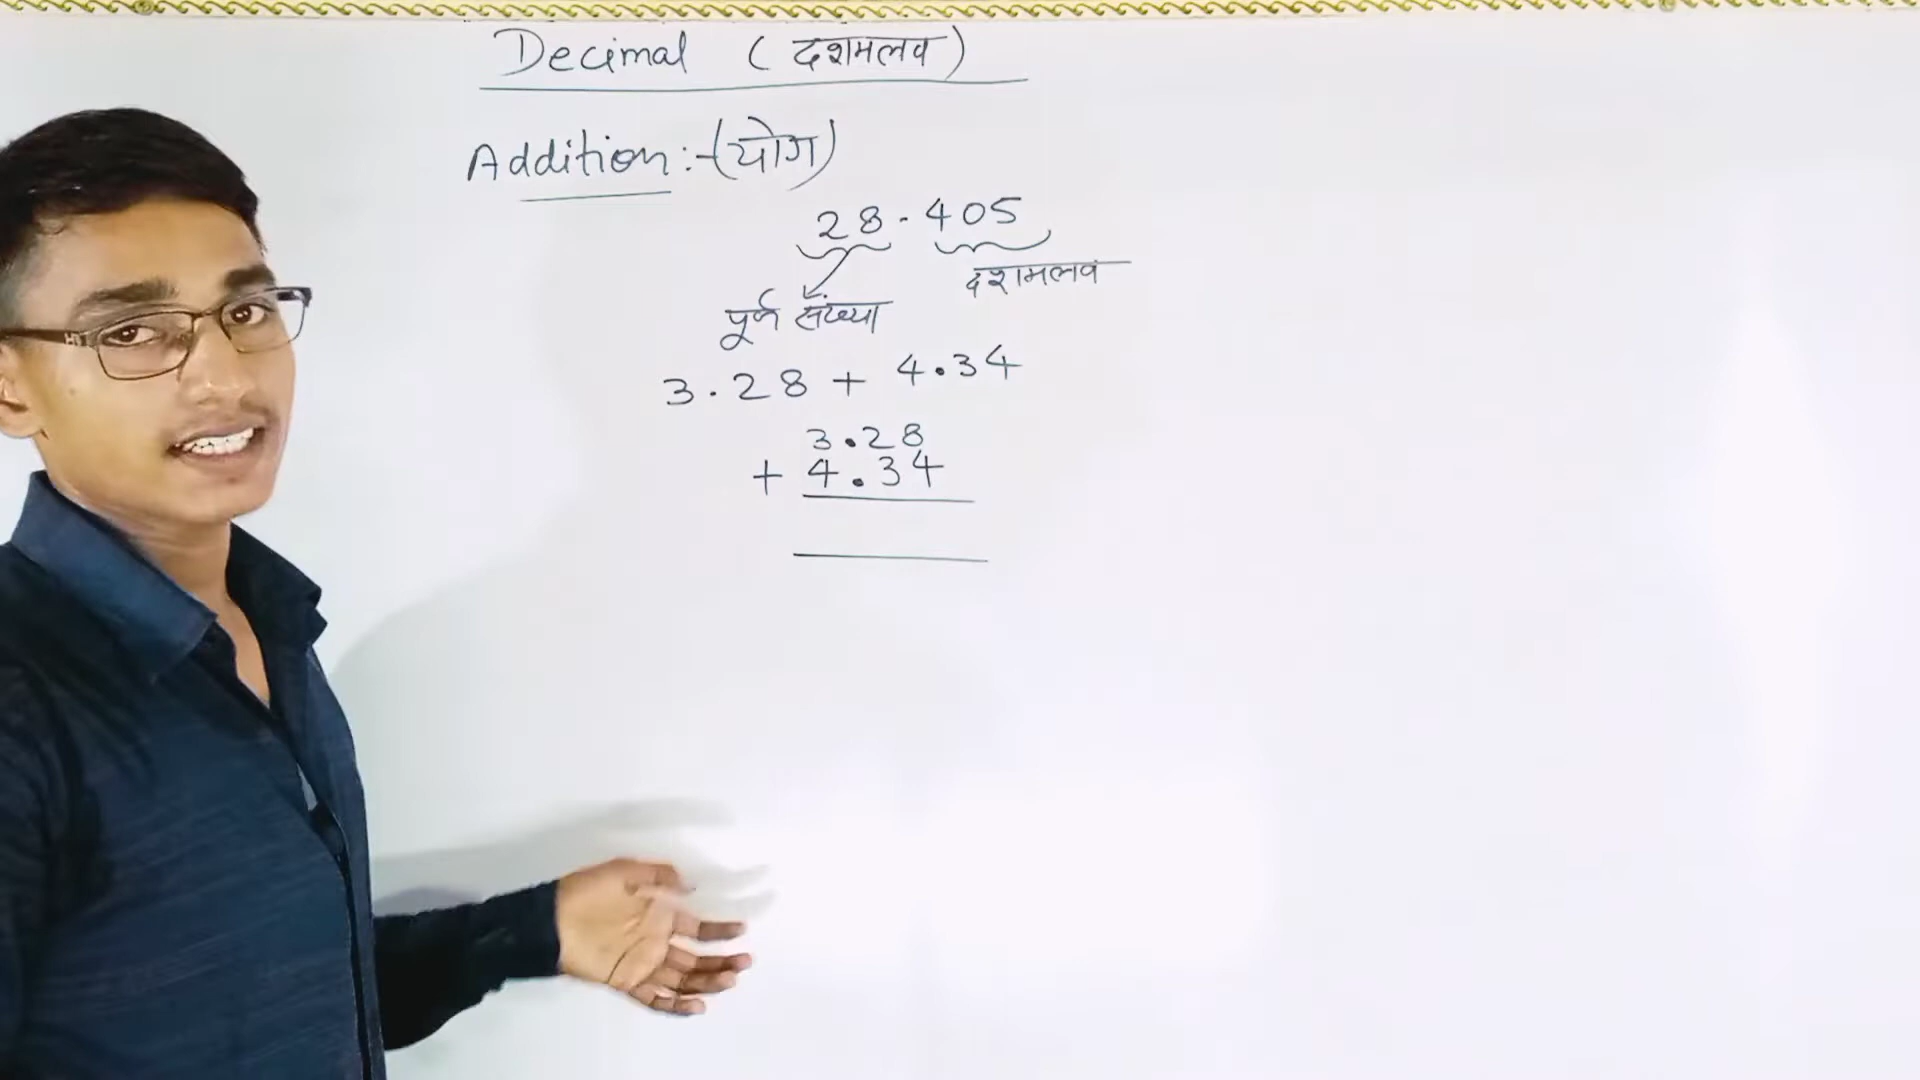 Decimal (दशमलव)
Addition:-(योग)
28.405
दशमलव
पूर्ण संख्या
3.28 + 4.34
3.28
+ 4.34